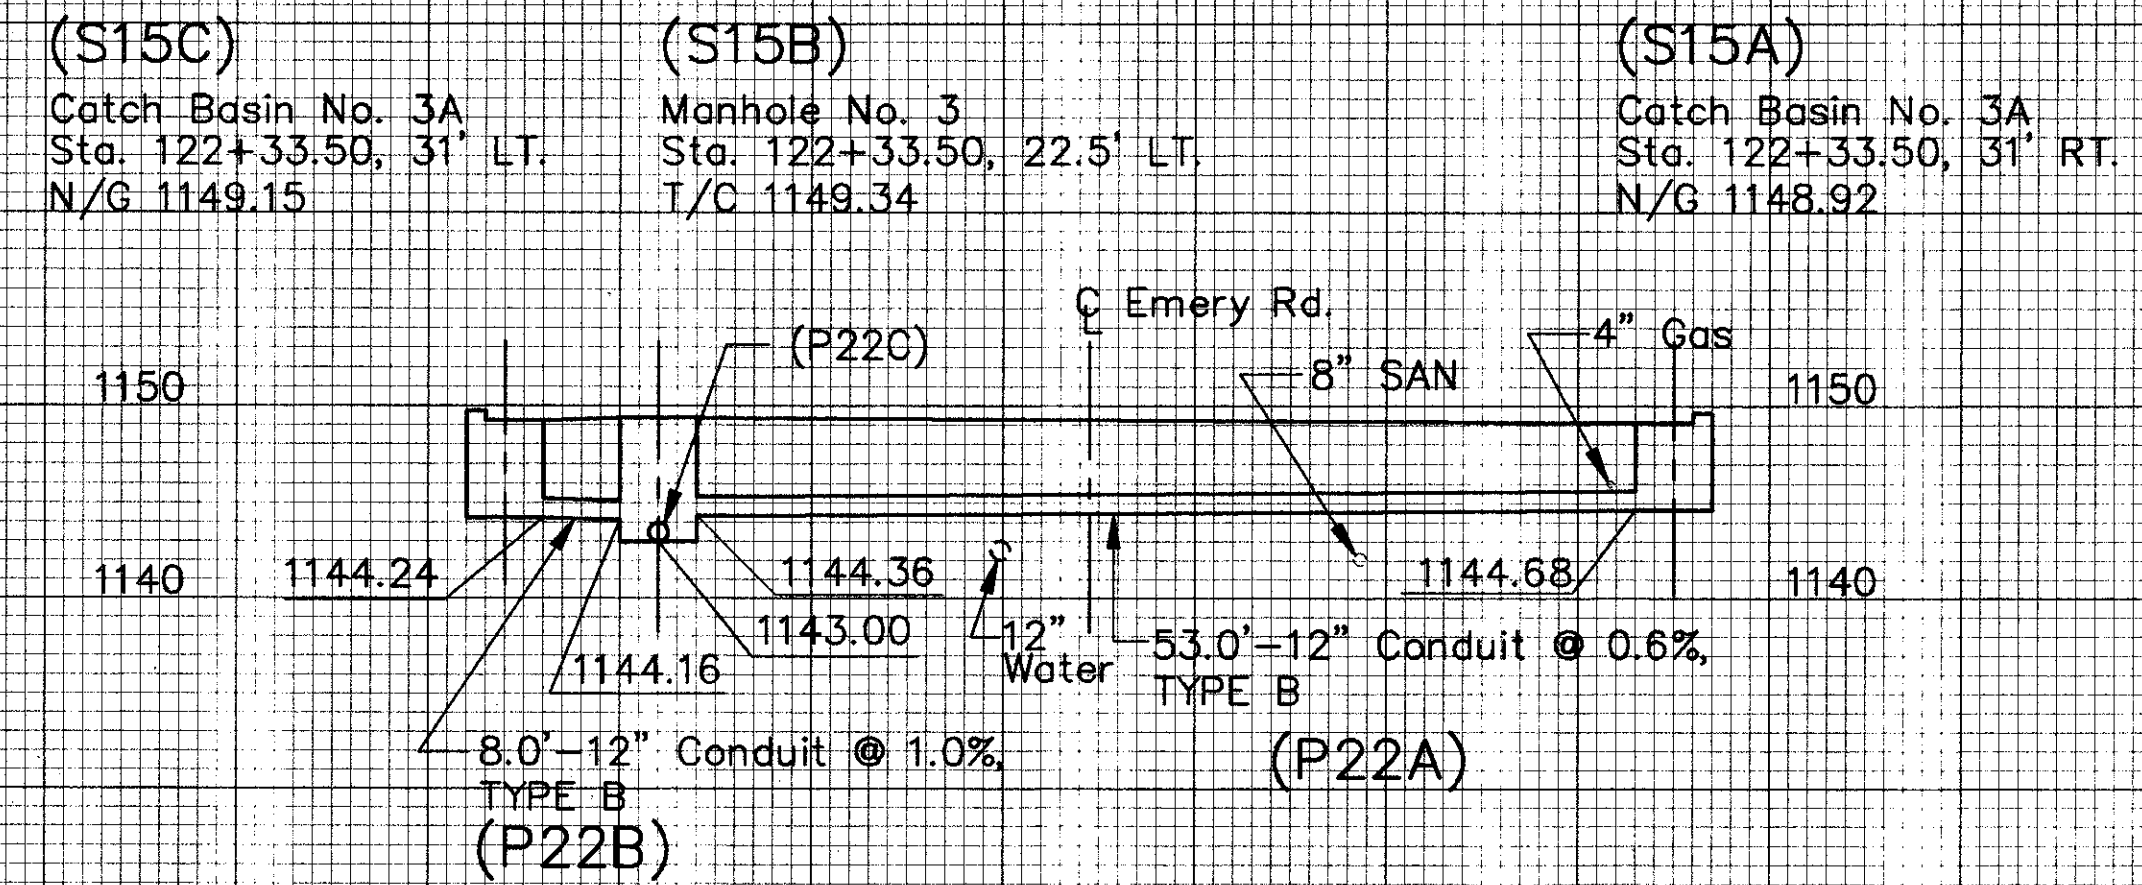 (S15C)
Catch Basin No. 3A
Sta. 122+33.50, 31' LT.
N/G 1149.15
(S15B)
Manhole No. 3
Sta. 122+33.50, 22.5' LT.
T/C 1149.34
(S15A)
Catch Basin No. 3A
Sta. 122+33.50, 31' RT.
N/G 1148.92
℄ Emery Rd.
(P22C)
4" Gas
8" SAN
1150
1150
1140
1144.24
1144.36
1144.68
1140
1143.00
1144.16
12"
Water
53.0'-12" Conduit @ 0.6%,
TYPE B
(P22A)
8.0'-12" Conduit @ 1.0%,
TYPE B
(P22B)